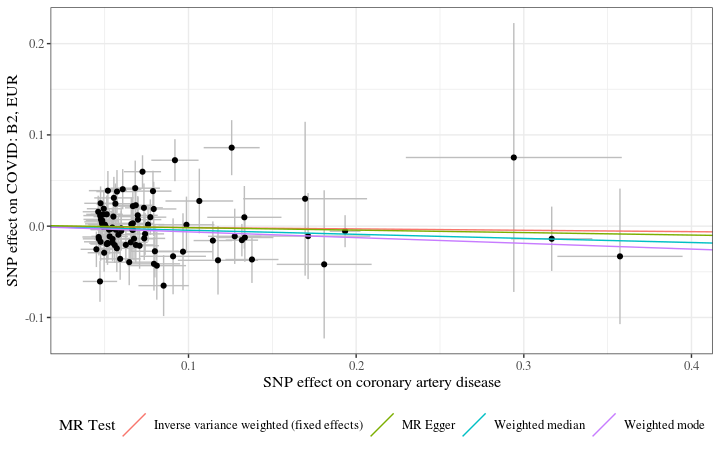 SNP effect on COVID: B2, EUR
0.2
0.1
0.0
-0.1
0.1 0.2 0.3 0.4
SNP effect on coronary artery disease
MR Test Inverse variance weighted (fixed effects) MR Egger Weighted median Weighted mode